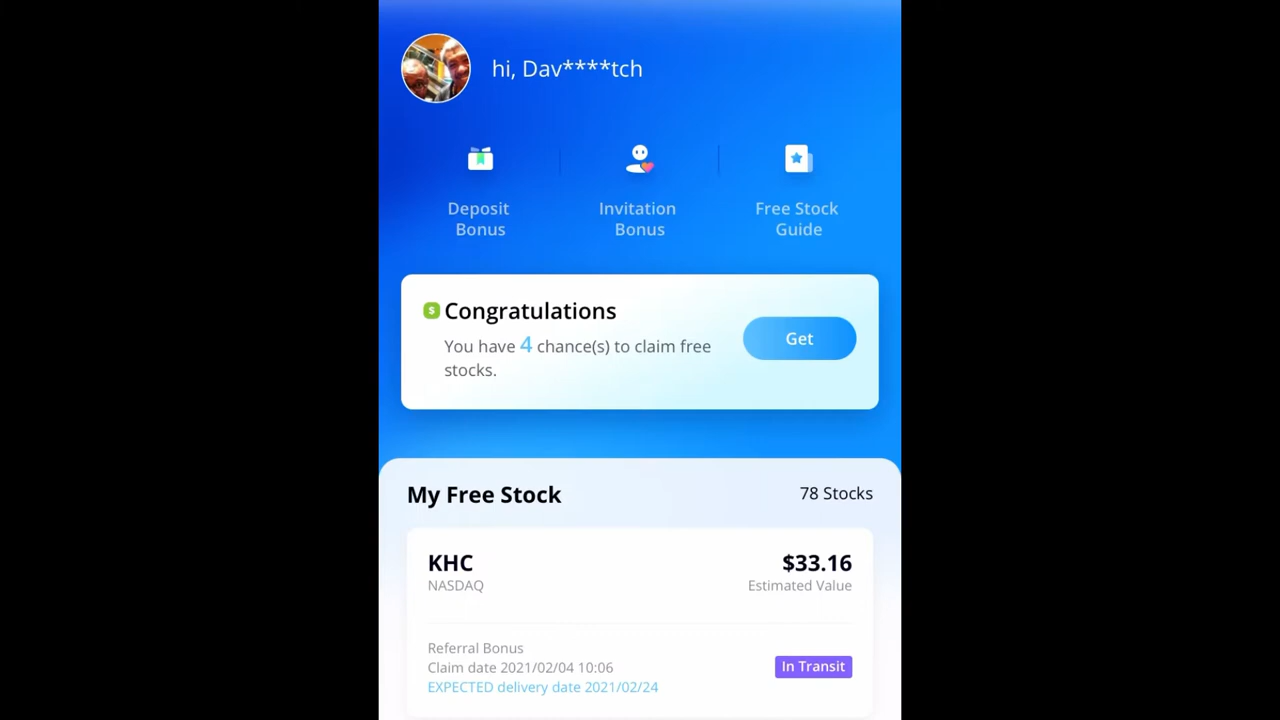 hi, Dav****tch
Deposit
Bonus
Invitation
Bonus
Free Stock
Guide
$ Congratulations
You have 4 chance(s) to claim free
stocks.
Get
My Free Stock
78 Stocks
KHC
$33.16
NASDAQ
Estimated Value
Referral Bonus
Claim date 2021/02/04 10:06
EXPECTED delivery date 2021/02/24
In Transit